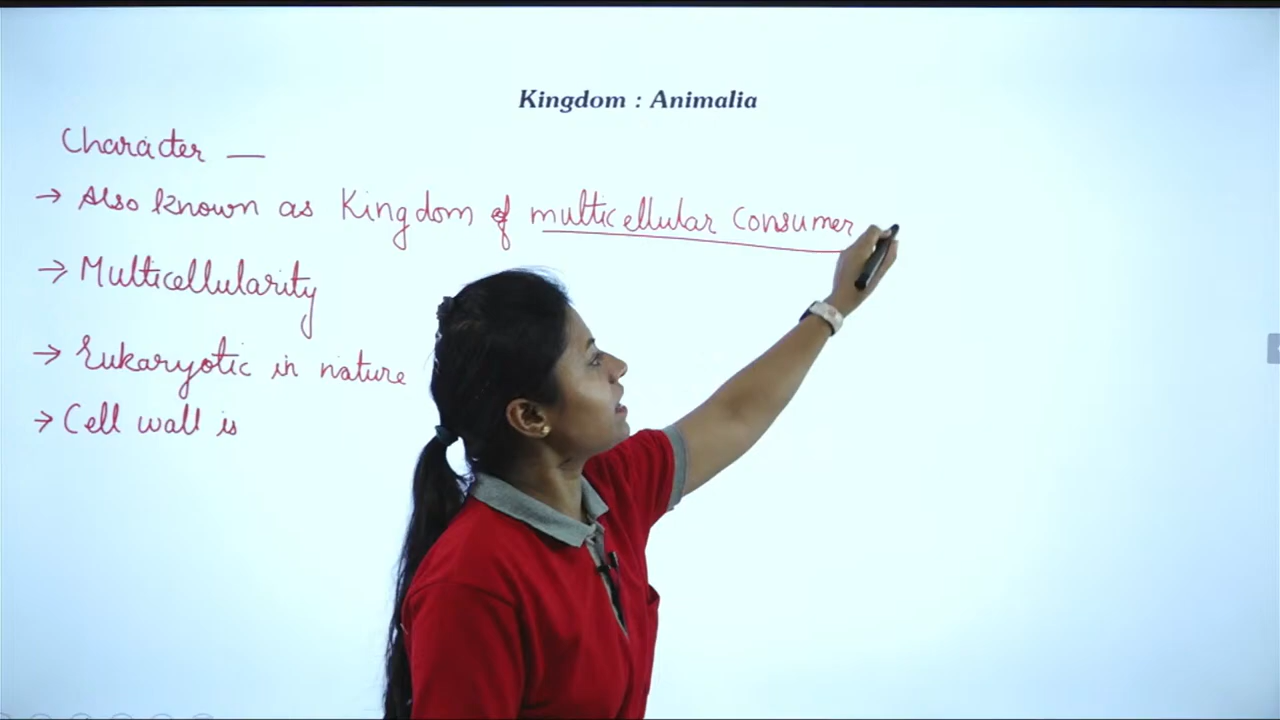 Kingdom : Animalia
Character —
→ Also known as Kingdom of multicellular Consumer
→ Multicellularity
→ Eukaryotic in nature
→ Cell wall is